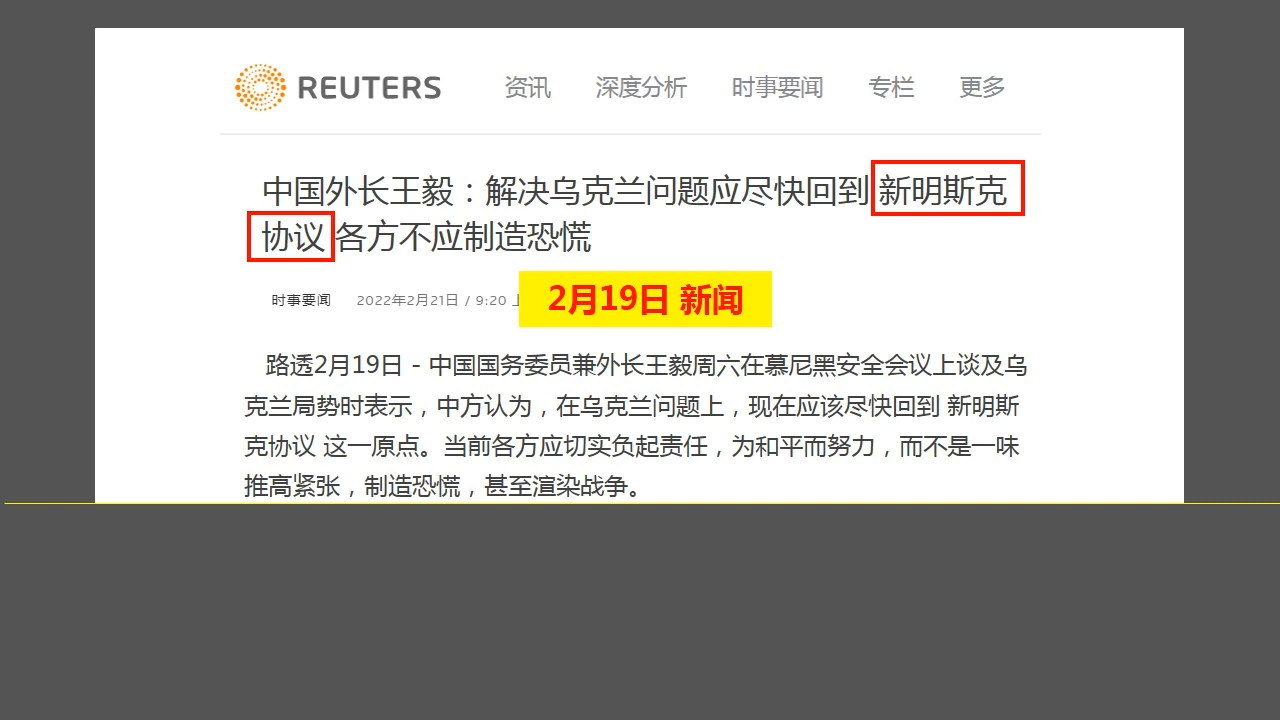 REUTERS 资讯 深度分析 时事要闻 专栏 更多
中国外长王毅：解决乌克兰问题应尽快回到 新明斯克
协议 各方不应制造恐慌
时事要闻 2022年2月21日 / 9:20 上
2月19日 新闻
路透2月19日 - 中国国务委员兼外长王毅周六在慕尼黑安全会议上谈及乌
克兰局势时表示，中方认为，在乌克兰问题上，现在应该尽快回到 新明斯
克协议 这一原点。当前各方应切实负起责任，为和平而努力，而不是一味
推高紧张，制造恐慌，甚至渲染战争。